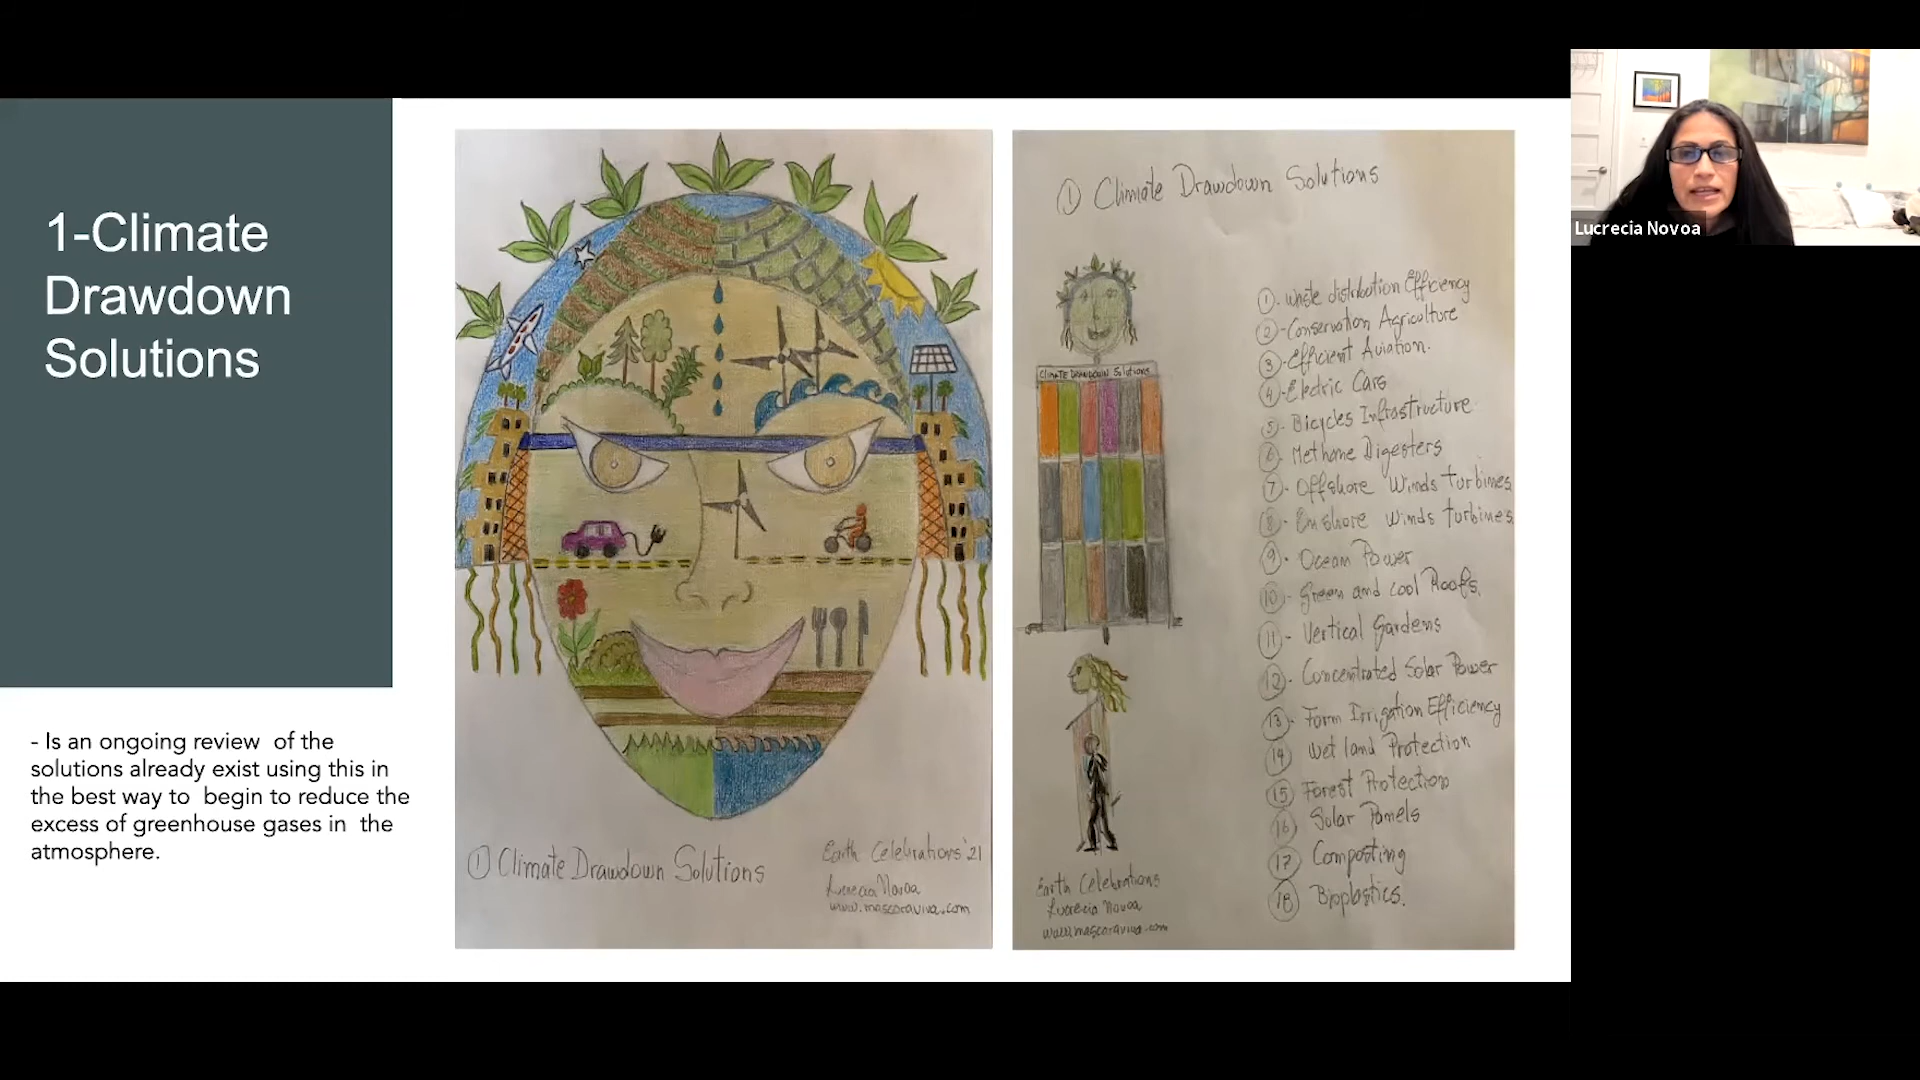 1-Climate
Drawdown
Solutions
- Is an ongoing review of the
solutions already exist using this in
the best way to begin to reduce the
excess of greenhouse gases in the
atmosphere.
① Climate Drawdown Solutions
Earth Celebrations '21
Lucrecia Novoa
www.mascaraviva.com
① Climate Drawdown Solutions
CLIMATE DRAWDOWN Solutions
①- Waste distribution Efficiency
②- Conservation Agriculture
③- Efficient Aviation.
④- Electric Cars
⑤- Bicycles Infrastructure
⑥- Methane Digesters
⑦- Offshore Winds turbines
⑧- Onshore Winds turbines
⑨- Ocean Power
⑩- Green and cool Roofs.
⑪- Vertical Gardens
⑫- Concentrated Solar Power
⑬- Farm Irrigation Efficiency
⑭ Wet land Protection
⑮ Forest Protection
⑯ Solar Panels
⑰ Composting
⑱ Bioplastics.
Earth Celebrations
Lucrecia Novoa
www.mascaraviva.com
Lucrecia Novoa